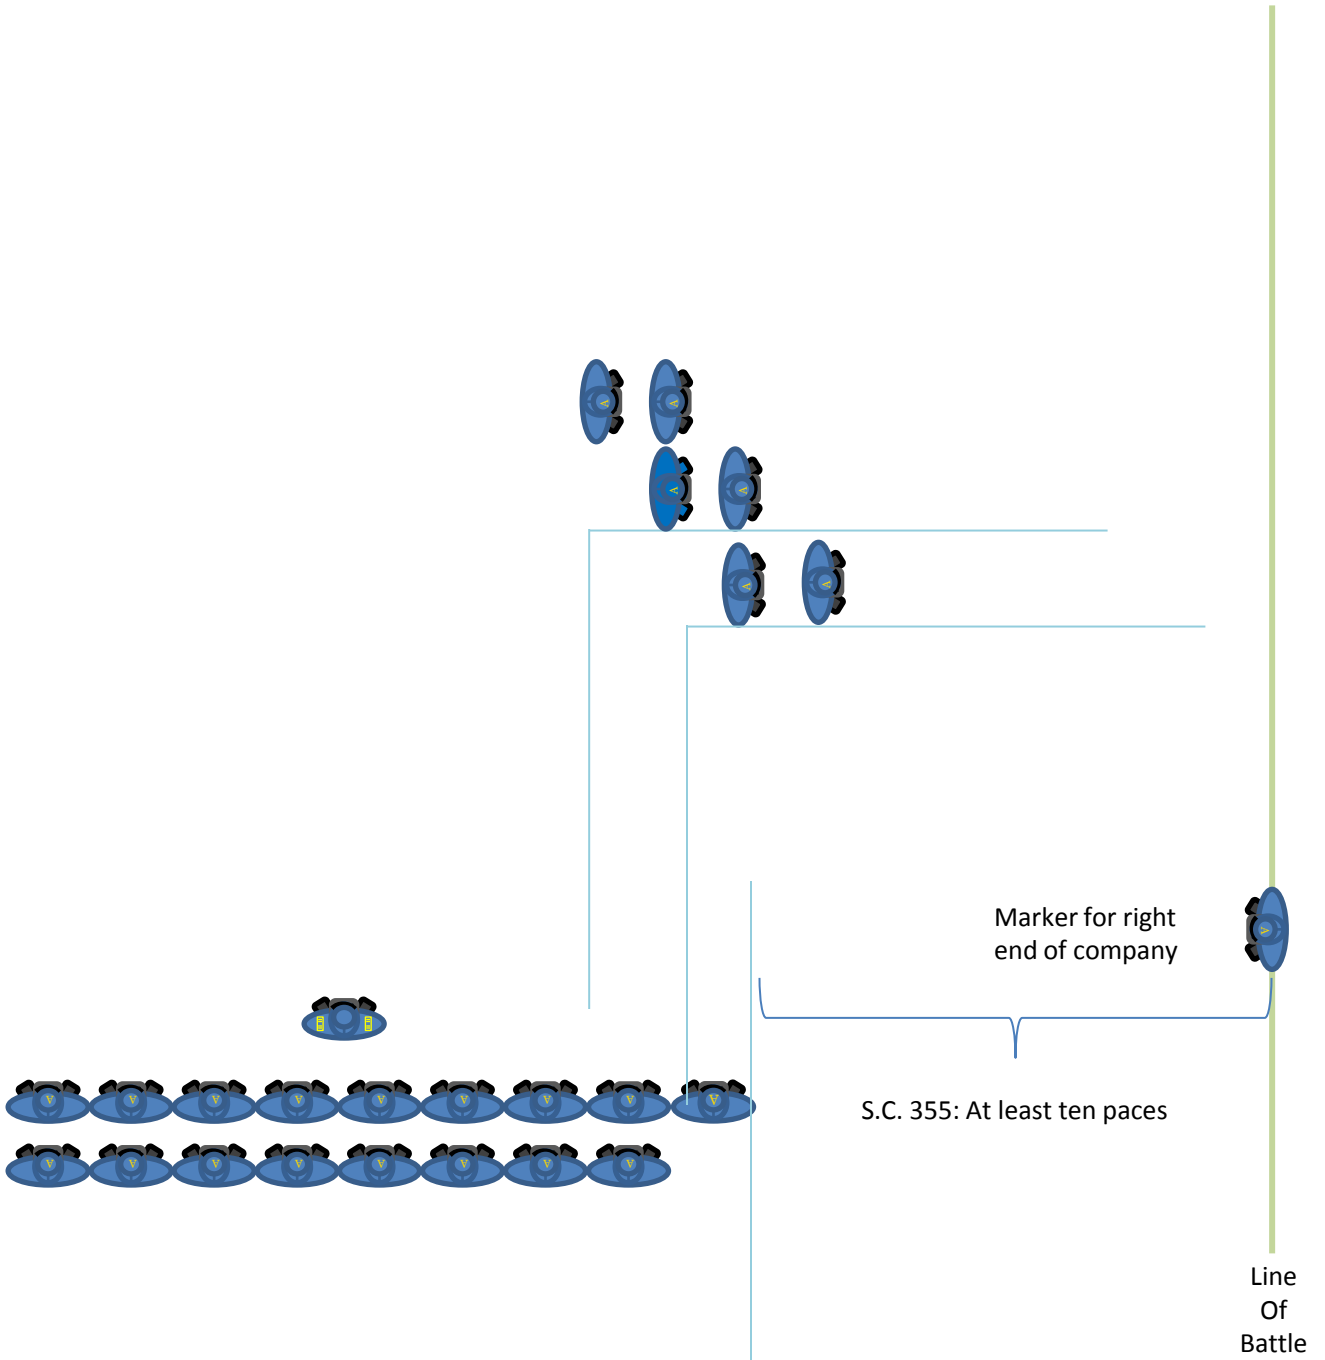 A A
A A
A A
Marker for right
end of company
A
A A A A A A A A A
S.C. 355: At least ten paces
A A A A A A A A
Line
Of
Battle